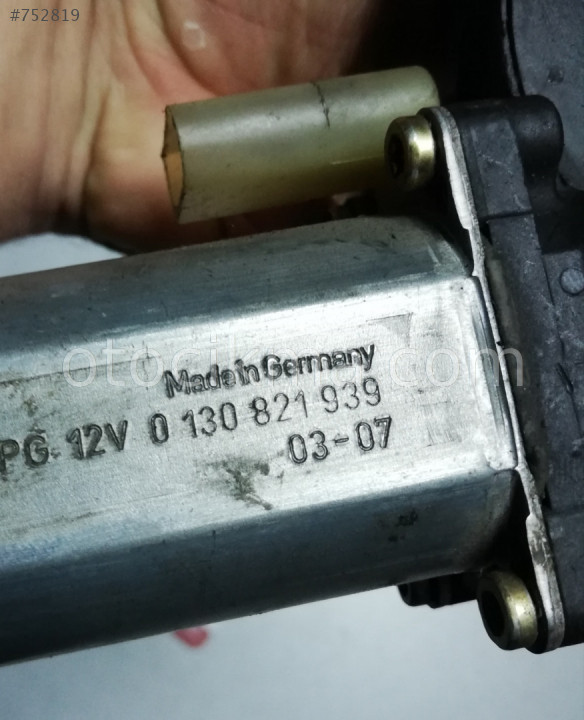 #752819
Made in Germany
PG 12V 0 130 821 939
03-07